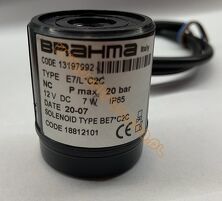 BRAHMA Italy
CODE 13197992
TYPE E7/L*C2C
NC P max. 20 bar
12 V DC 7 W IP65
DATE 20-07
SOLENOID TYPE BE7*C2C
CODE 18812101